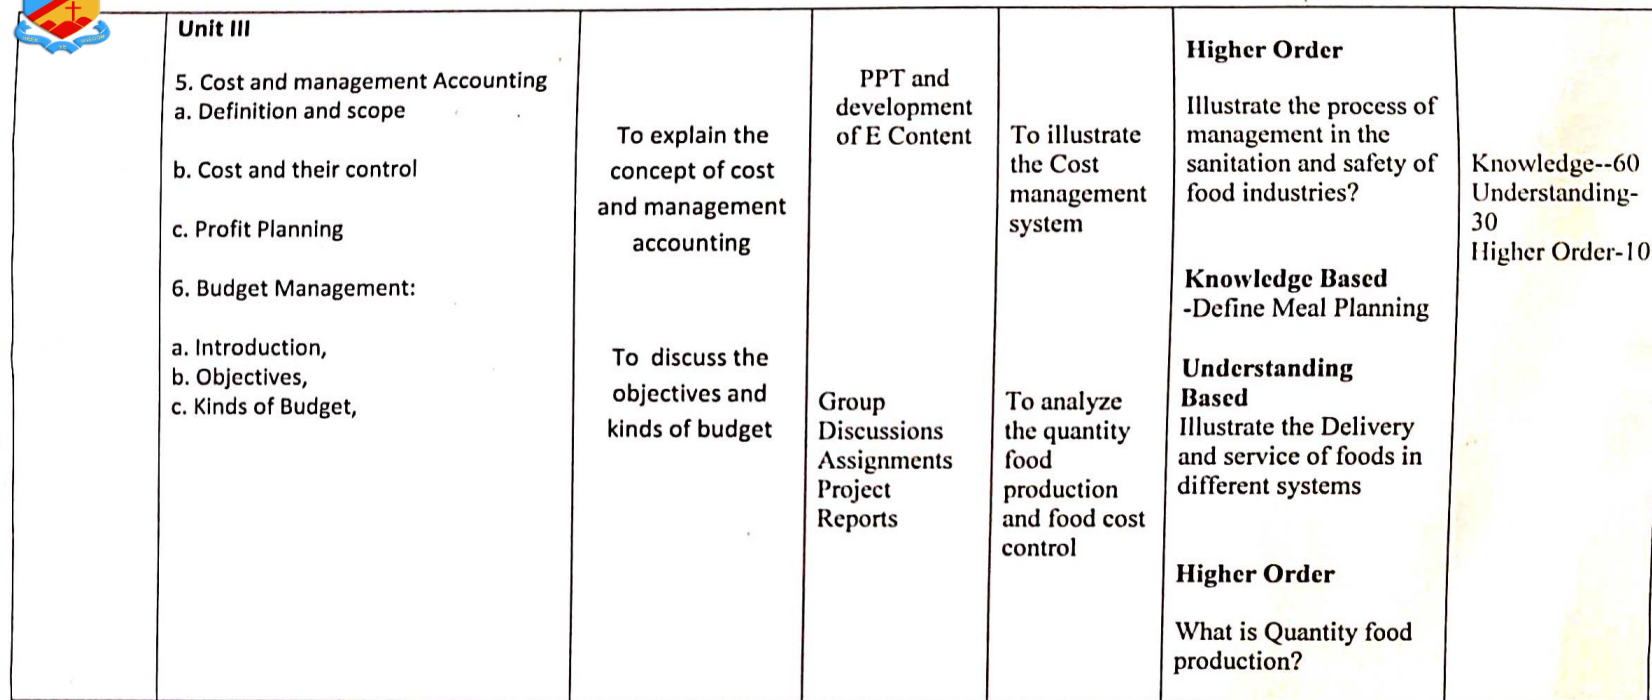 Unit III
5. Cost and management Accounting
a. Definition and scope
b. Cost and their control
c. Profit Planning
6. Budget Management:
a. Introduction,
b. Objectives,
c. Kinds of Budget,
To explain the
concept of cost
and management
accounting
To discuss the
objectives and
kinds of budget
PPT and
development
of E Content
Group
Discussions
Assignments
Project
Reports
To illustrate
the Cost
management
system
To analyze
the quantity
food
production
and food cost
control
Higher Order
Illustrate the process of
management in the
sanitation and safety of
food industries?
Knowledge Based
-Define Meal Planning
Understanding
Based
Illustrate the Delivery
and service of foods in
different systems
Higher Order
What is Quantity food
production?
Knowledge--60
Understanding-
30
Higher Order-10